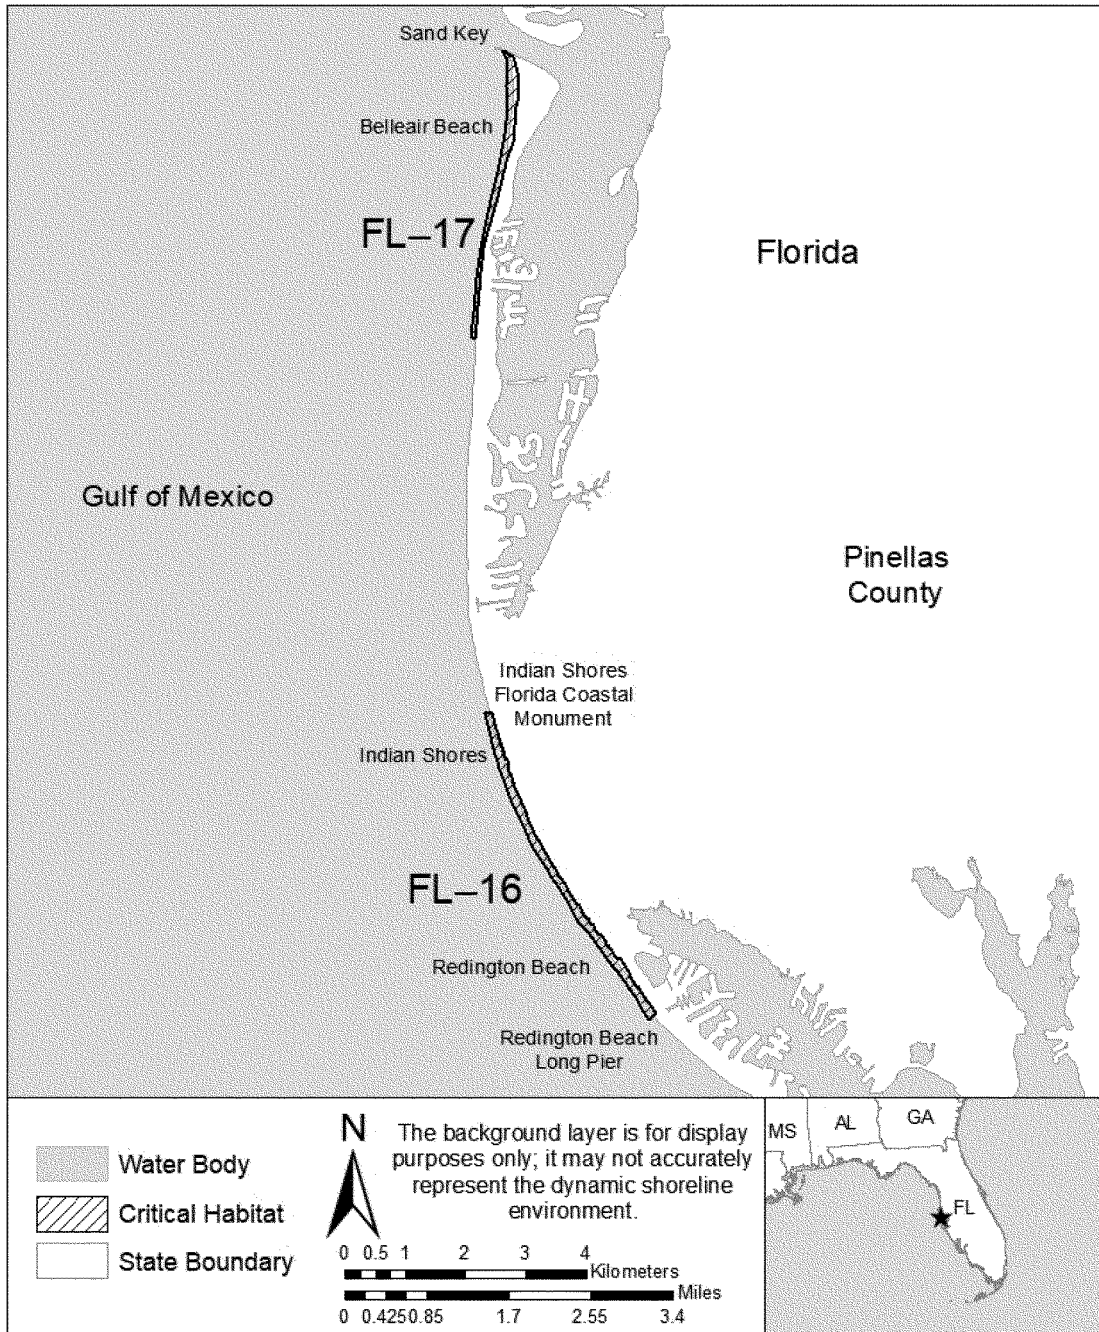 Sand Key
Belleair Beach
FL–17
Florida
Gulf of Mexico
Pinellas
County
Indian Shores
Florida Coastal
Monument
Indian Shores
FL–16
Redington Beach
Redington Beach
Long Pier
Water Body
Critical Habitat
State Boundary
N
The background layer is for display
purposes only; it may not accurately
represent the dynamic shoreline
environment.
0 0.5 1 2 3 4
Kilometers
Miles
0 0.425 0.85 1.7 2.55 3.4
MS AL GA
FL